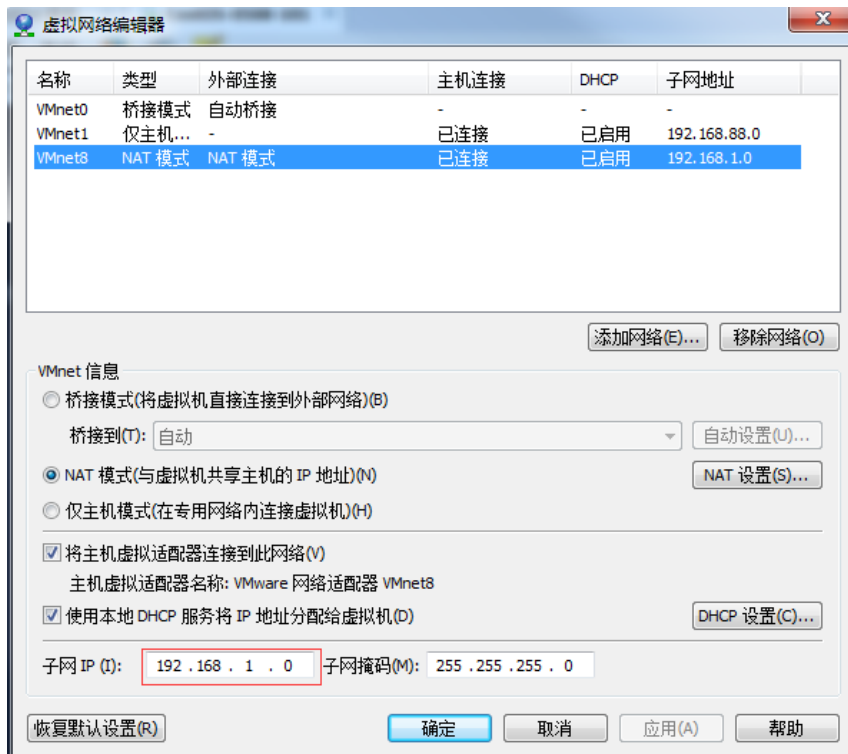 虚拟网络编辑器
名称 类型 外部连接 主机连接 DHCP 子网地址
VMnet0 桥接模式 自动桥接 - - -
VMnet1 仅主机... - 已连接 已启用 192.168.88.0
VMnet8 NAT 模式 NAT 模式 已连接 已启用 192.168.1.0
添加网络(E)... 移除网络(O)
VMnet 信息
桥接模式(将虚拟机直接连接到外部网络)(B)
桥接到(T): 自动 自动设置(U)...
NAT 模式(与虚拟机共享主机的 IP 地址)(N) NAT 设置(S)...
仅主机模式(在专用网络内连接虚拟机)(H)
将主机虚拟适配器连接到此网络(V)
主机虚拟适配器名称: VMware 网络适配器 VMnet8
使用本地 DHCP 服务将 IP 地址分配给虚拟机(D) DHCP 设置(C)...
子网 IP (I): 192 . 168 . 1 . 0 子网掩码(M): 255 . 255 . 255 . 0
恢复默认设置(R) 确定 取消 应用(A) 帮助